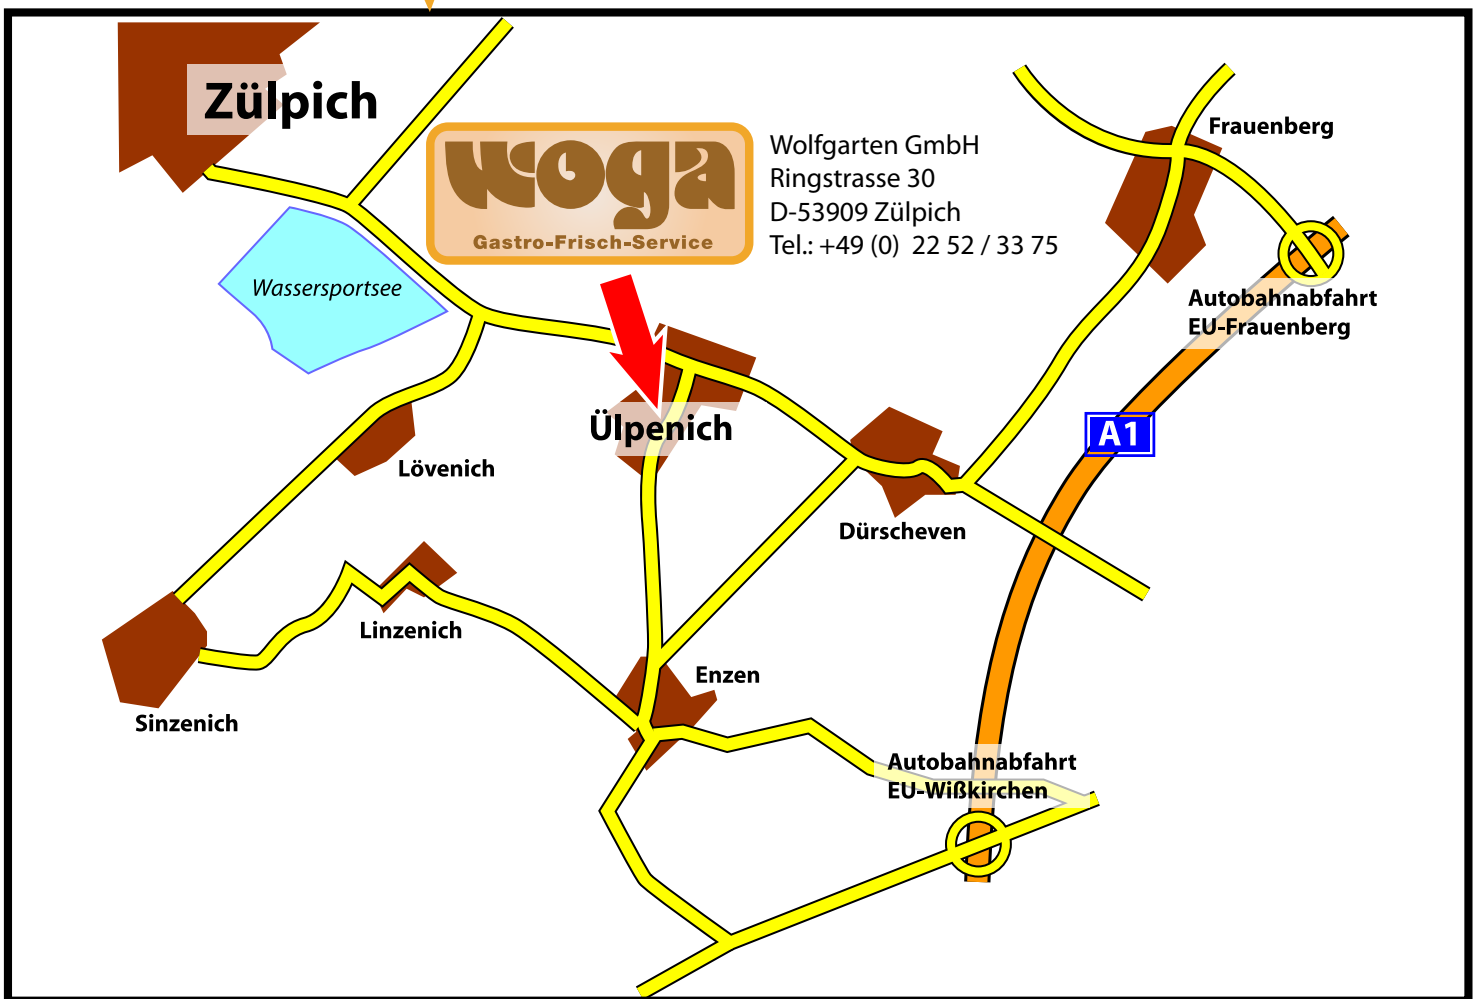 Zülpich
woga
Gastro-Frisch-Service
Wolfgarten GmbH
Ringstrasse 30
D-53909 Zülpich
Tel.: +49 (0) 22 52 / 33 75
Frauenberg
Wassersportsee
Autobahnabfahrt
EU-Frauenberg
Ülpenich
A1
Lövenich
Dürscheven
Linzenich
Enzen
Sinzenich
Autobahnabfahrt
EU-Wißkirchen